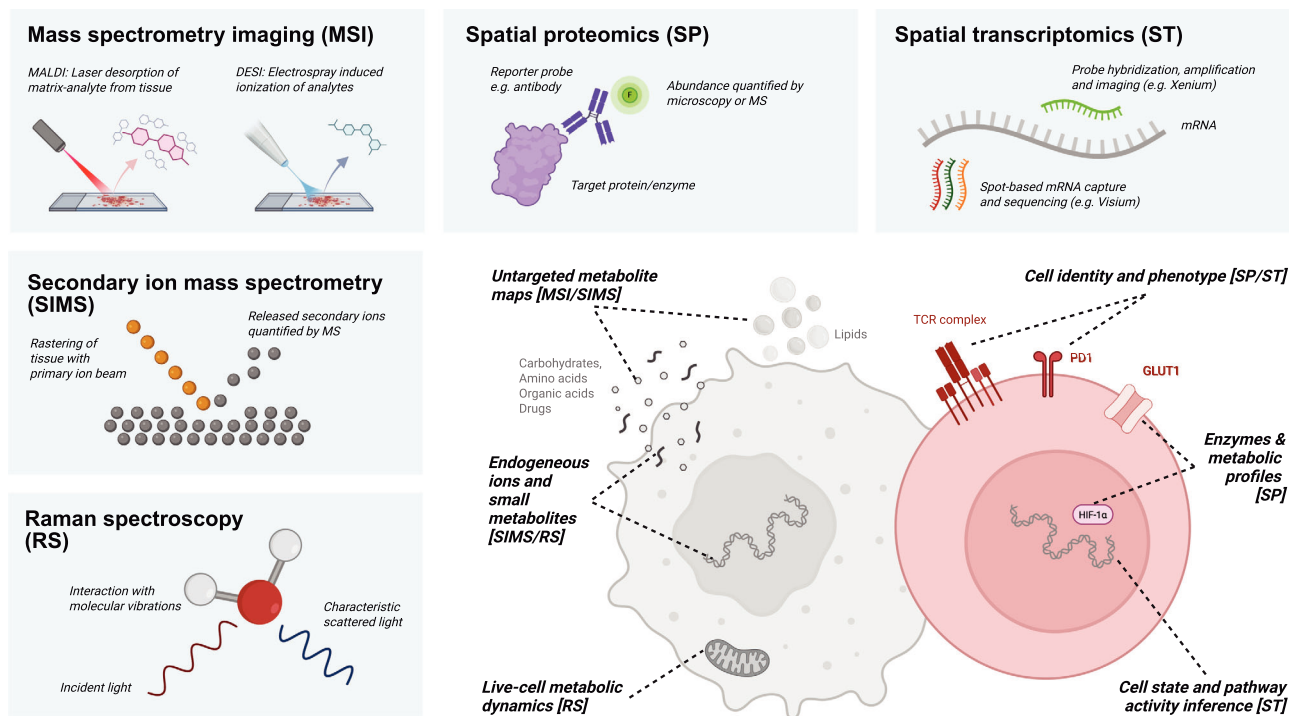 Mass spectrometry imaging (MSI)
MALDI: Laser desorption of
matrix-analyte from tissue
DESI: Electrospray induced
ionization of analytes
Spatial proteomics (SP)
Reporter probe
e.g. antibody
F
Abundance quantified by
microscopy or MS
Target protein/enzyme
Spatial transcriptomics (ST)
Probe hybridization, amplification
and imaging (e.g. Xenium)
mRNA
Spot-based mRNA capture
and sequencing (e.g. Visium)
Secondary ion mass spectrometry
(SIMS)
Released secondary ions
quantified by MS
Rastering of
tissue with
primary ion beam
Raman spectroscopy
(RS)
Interaction with
molecular vibrations
Characteristic
scattered light
Incident light
Untargeted metabolite
maps [MSI/SIMS]
Lipids
Carbohydrates,
Amino acids
Organic acids
Drugs
Endogeneous
ions and
small
metabolites
[SIMS/RS]
Live-cell metabolic
dynamics [RS]
Cell identity and phenotype [SP/ST]
TCR complex
PD1
GLUT1
Enzymes &
metabolic
profiles
[SP]
HIF-1α
Cell state and pathway
activity inference [ST]